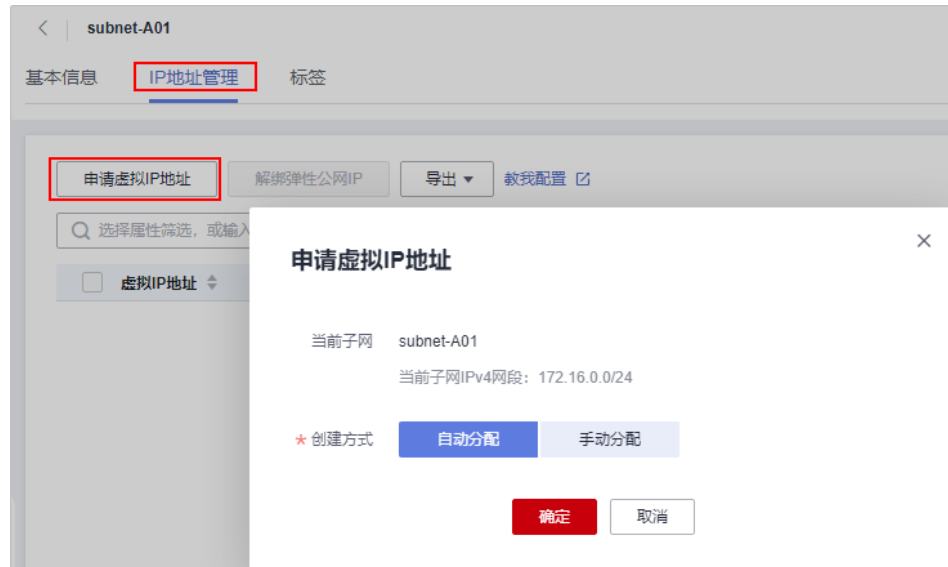 subnet-A01
基本信息 IP地址管理 标签
申请虚拟IP地址 解绑弹性公网IP 导出 教我配置
选择属性筛选，或输入
虚拟IP地址
申请虚拟IP地址
当前子网 subnet-A01
当前子网IPv4网段：172.16.0.0/24
* 创建方式 自动分配 手动分配
确定 取消